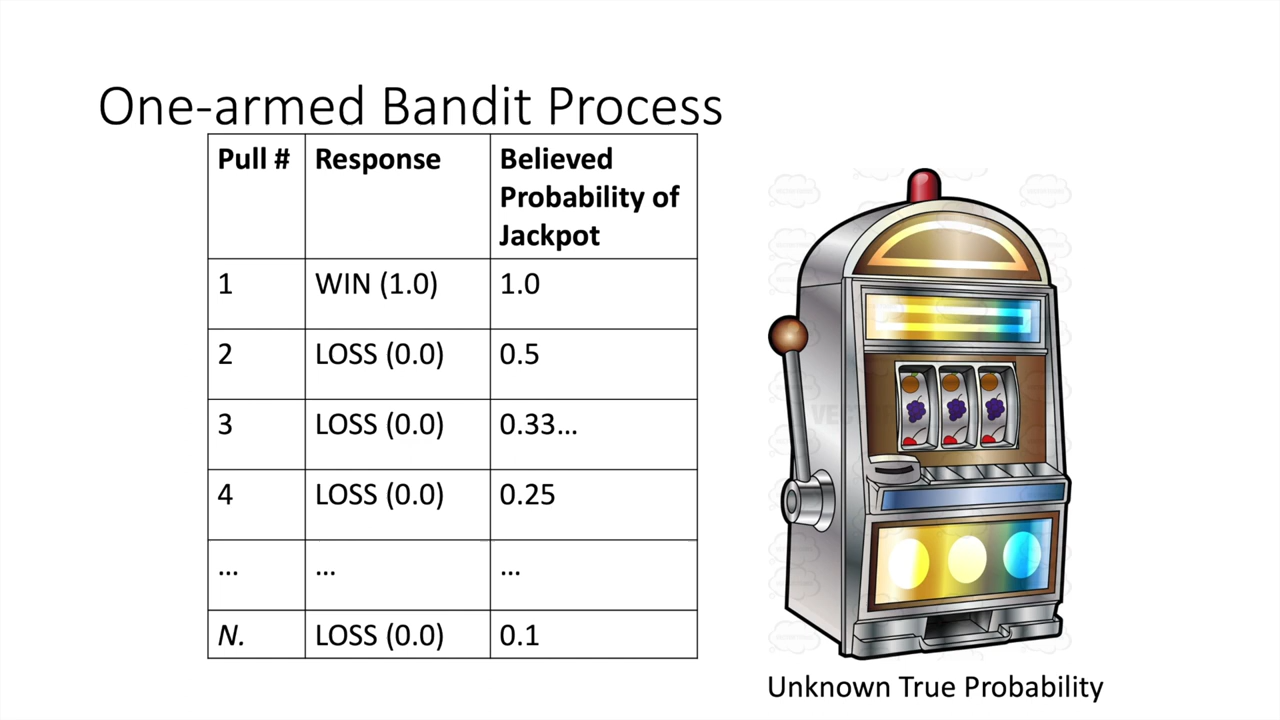 One-armed Bandit Process
Pull # Response Believed
Probability of
Jackpot
1 WIN (1.0) 1.0
2 LOSS (0.0) 0.5
3 LOSS (0.0) 0.33...
4 LOSS (0.0) 0.25
... ... ...
N. LOSS (0.0) 0.1
Unknown True Probability